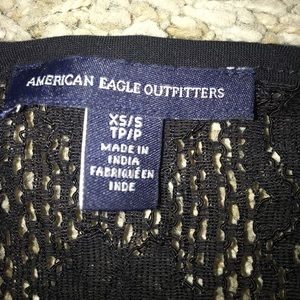 AMERICAN EAGLE OUTFITTERS
XS/S
TP/P
MADE IN
INDIA
FABRIQUÉ EN
INDE